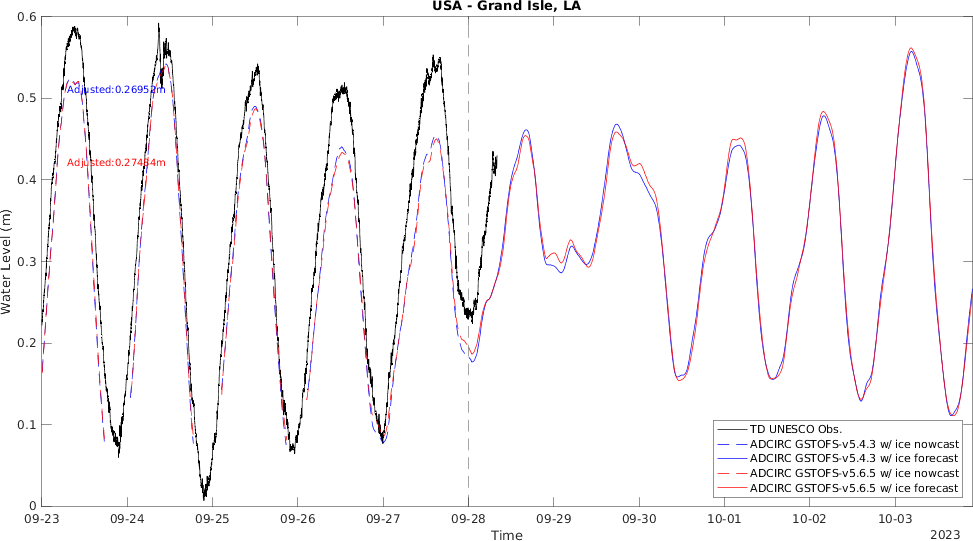 USA - Grand Isle, LA
0.6
0.5
0.4
0.3
0.2
0.1
0
Water Level (m)
Adjusted:0.26952m
Adjusted:0.27484m
TD UNESCO Obs.
ADCIRC GSTOFS-v5.4.3 w/ ice nowcast
ADCIRC GSTOFS-v5.4.3 w/ ice forecast
ADCIRC GSTOFS-v5.6.5 w/ ice nowcast
ADCIRC GSTOFS-v5.6.5 w/ ice forecast
09-23 09-24 09-25 09-26 09-27 09-28 09-29 09-30 10-01 10-02 10-03
Time
2023